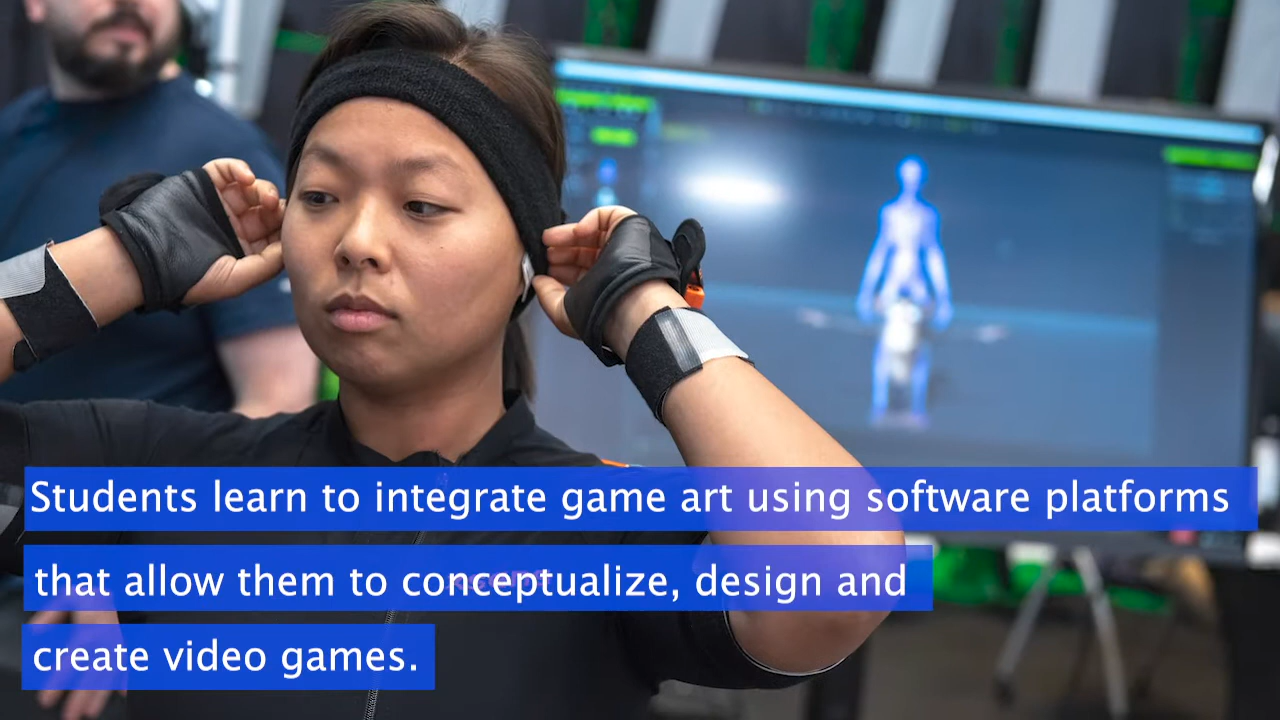 Students learn to integrate game art using software platforms
that allow them to conceptualize, design and
create video games.